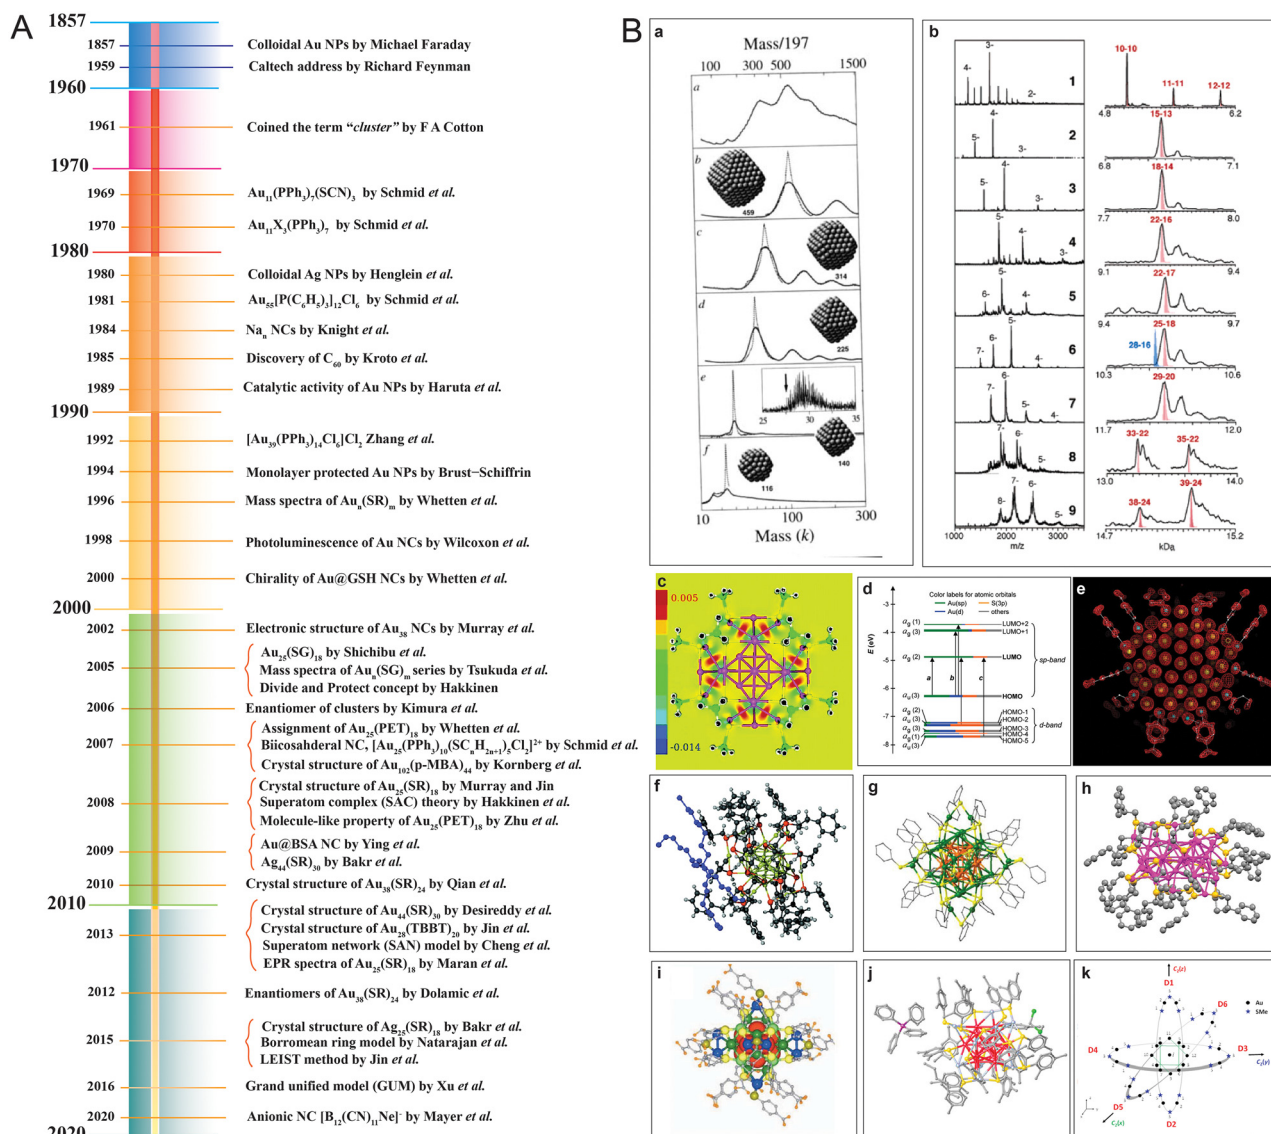 A
1857
1857 Colloidal Au NPs by Michael Faraday
1959 Caltech address by Richard Feynman
1960
1961 Coined the term “cluster” by F A Cotton
1970
1969 Au11(PPh3)7(SCN)3 by Schmid et al.
1970 Au11X3(PPh3)7 by Schmid et al.
1980
1980 Colloidal Ag NPs by Henglein et al.
1981 Au55[P(C6H5)3]12Cl6 by Schmid et al.
1984 Nan NCs by Knight et al.
1985 Discovery of C60 by Kroto et al.
1989 Catalytic activity of Au NPs by Haruta et al.
1990
1992 [Au39(PPh3)14Cl6]Cl2 Zhang et al.
1994 Monolayer protected Au NPs by Brust−Schiffrin
1996 Mass spectra of Aun(SR)m by Whetten et al.
1998 Photoluminescence of Au NCs by Wilcoxon et al.
2000 Chirality of Au@GSH NCs by Whetten et al.
2000
2002 Electronic structure of Au38 NCs by Murray et al.
Au25(SG)18 by Shichibu et al.
2005 Mass spectra of Aun(SG)m series by Tsukuda et al.
Divide and Protect concept by Hakkinen
2006 Enantiomer of clusters by Kimura et al.
Assignment of Au25(PET)18 by Whetten et al.
2007 Biicosahderal NC, [Au25(PPh3)10(SCnH2n+1)5Cl2]2+ by Schmid et al.
Crystal structure of Au102(p-MBA)44 by Kornberg et al.
Crystal structure of Au25(SR)18 by Murray and Jin
2008 Superatom complex (SAC) theory by Hakkinen et al.
Molecule-like property of Au25(PET)18 by Zhu et al.
2009 Au@BSA NC by Ying et al.
Ag44(SR)30 by Bakr et al.
2010 Crystal structure of Au38(SR)24 by Qian et al.
2010
Crystal structure of Au44(SR)30 by Desireddy et al.
Crystal structure of Au28(TBBT)20 by Jin et al.
2013 Superatom network (SAN) model by Cheng et al.
EPR spectra of Au25(SR)18 by Maran et al.
2012 Enantiomers of Au38(SR)24 by Dolamic et al.
Crystal structure of Ag25(SR)18 by Bakr et al.
2015 Borromean ring model by Natarajan et al.
LEIST method by Jin et al.
2016 Grand unified model (GUM) by Xu et al.
2020 Anionic NC [B12(CN)11Ne]- by Mayer et al.
2020
B
a
Mass/197
100 300 500 1500
a
b
459
c
314
d
225
e
25 30 35
140
f
116
10 100 300
Mass (k)
b
3-
4-
2-
1
10-10
11-11
12-12
4.8 6.2
4-
5-
3-
2
15-13
6.8 7.1
4-
5-
3-
3
18-14
7.7 8.0
5-
4-
3-
4
22-16
9.1 9.4
5-
6-
4-
5
22-17
9.4 9.7
5-
6-
7-
4-
6
25-18
28-16
10.3 10.6
6-
7-
5-
4-
7
29-20
11.7 12.0
7-
6-
5-
8
33-22
35-22
13.0 14.0
7-
6-
8-
5-
9
38-24
39-24
14.7 15.2
1000 2000 3000
m/z
kDa
c
0.005
-0.014
d
Color labels for atomic orbitals
Au(sp) S(3p)
Au(d) others
E (eV)
-3
-4
-5
-6
-7
-8
ag (1) LUMO+2
ag (3) LUMO+1
ag (2) LUMO
sp-band
a b c
au (3) HOMO
ag (2) HOMO-1
au (3) HOMO-2
ag (3) HOMO-3
ag (1) HOMO-4
au (3) HOMO-5
d-band
e
f
g
h
i
j
k
C2(z)
D1
D6
Au
SMe
D4
D3
C2(y)
D5
C2(x)
D2